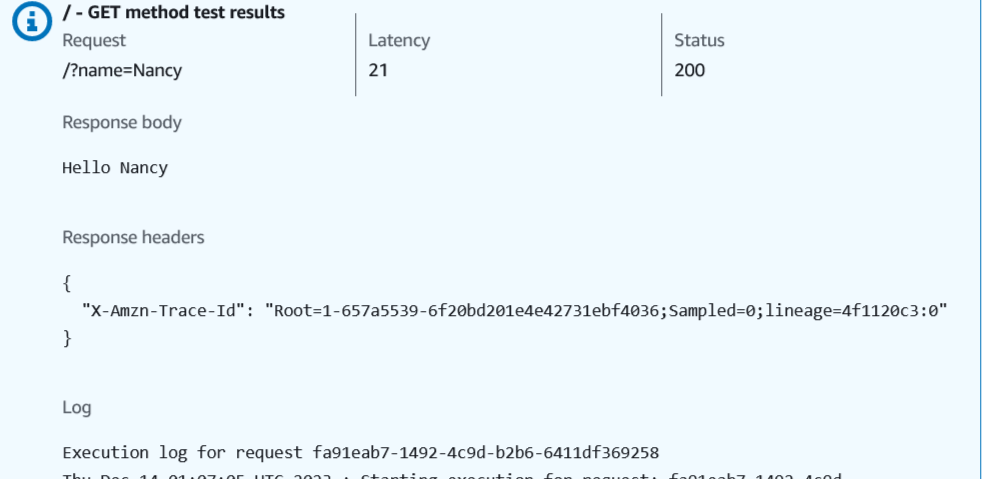 / - GET method test results
Request
Latency
Status
/?name=Nancy
21
200
Response body
Hello Nancy
Response headers
{
"X-Amzn-Trace-Id": "Root=1-657a5539-6f20bd201e4e42731ebf4036;Sampled=0;lineage=4f1120c3:0"
}
Log
Execution log for request fa91eab7-1492-4c9d-b2b6-6411df369258
Thu Dec 14 01:07:05 UTC 2023 : Starting execution for request: fa91eab7-1492-4c9d-